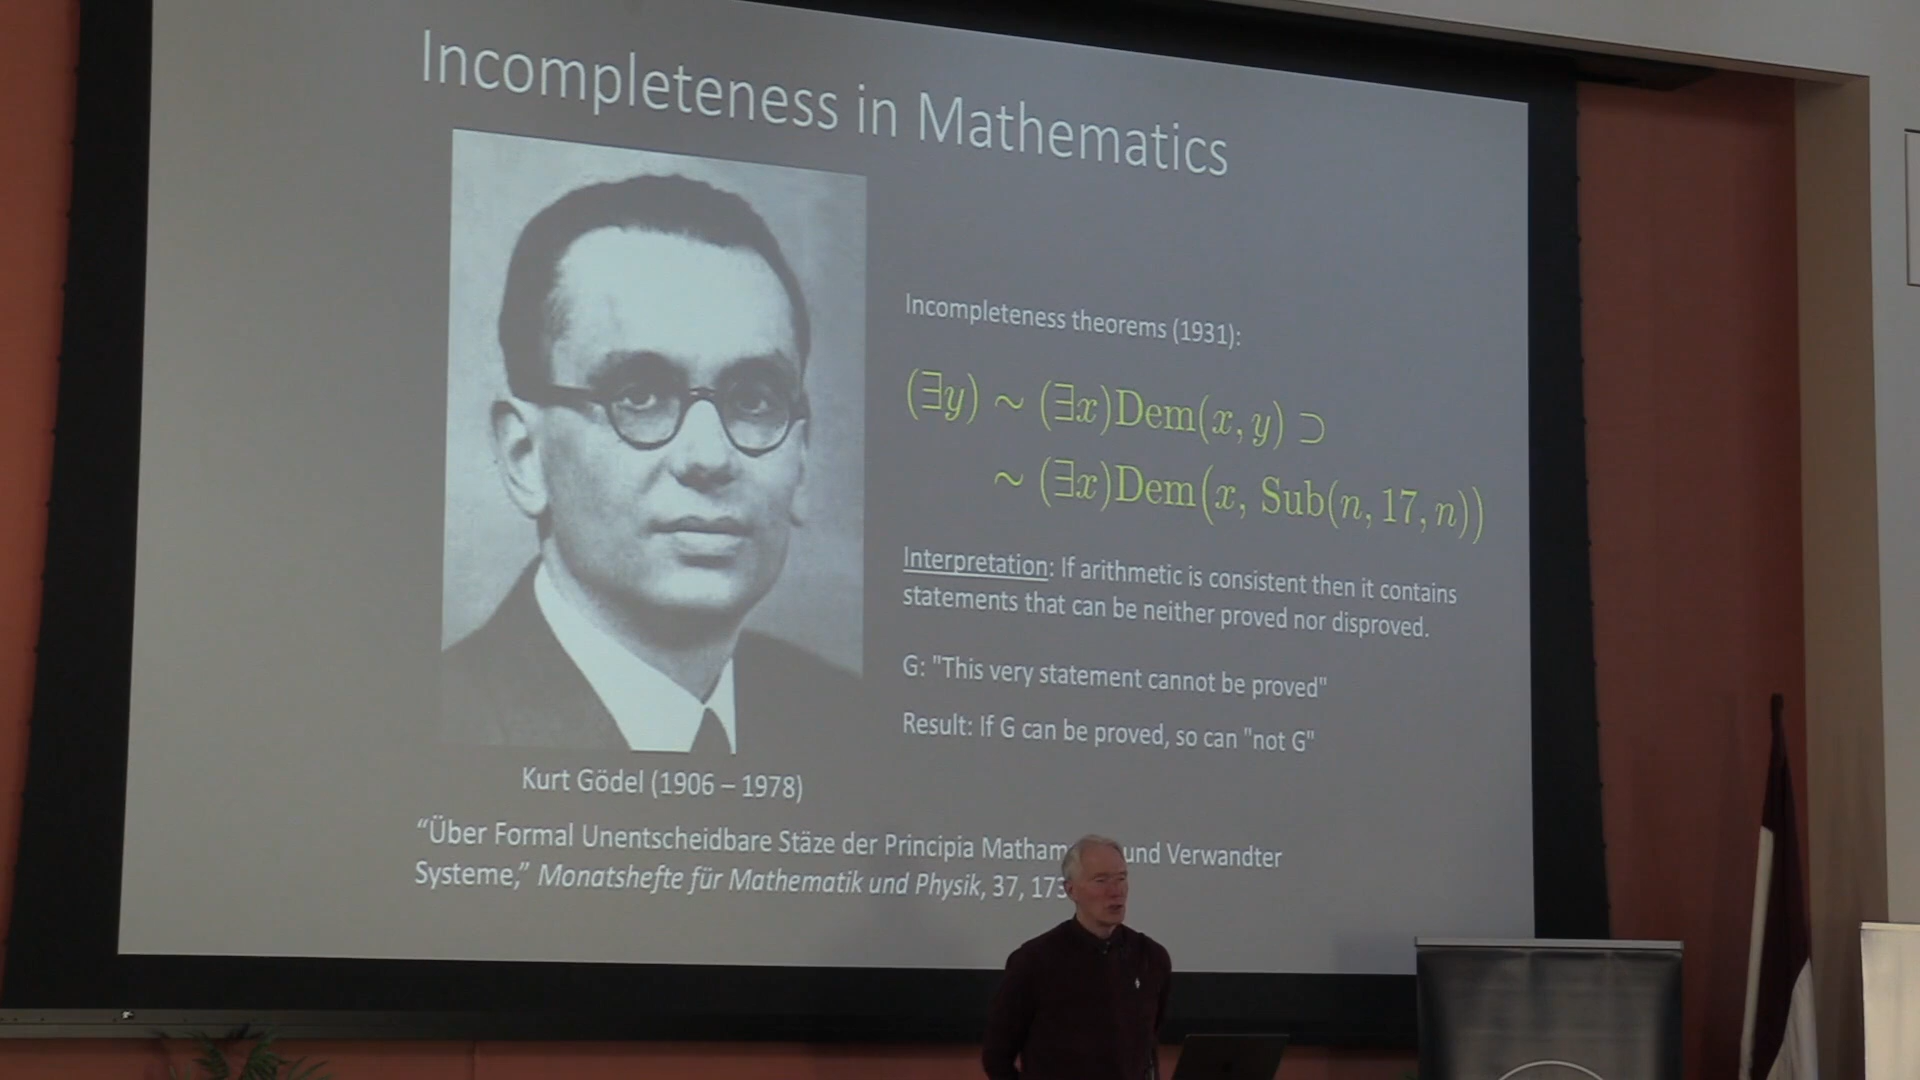 Incompleteness in Mathematics
Incompleteness theorems (1931):
(∃y) ∼ (∃x)Dem(x, y) ⊃
∼ (∃x)Dem(x, Sub(n, 17, n))
Interpretation: If arithmetic is consistent then it contains
statements that can be neither proved nor disproved.
G: "This very statement cannot be proved"
Result: If G can be proved, so can "not G"
Kurt Gödel (1906 – 1978)
“Über Formal Unentscheidbare Stäze der Principia Matham und Verwandter
Systeme,” Monatshefte für Mathematik und Physik, 37, 173